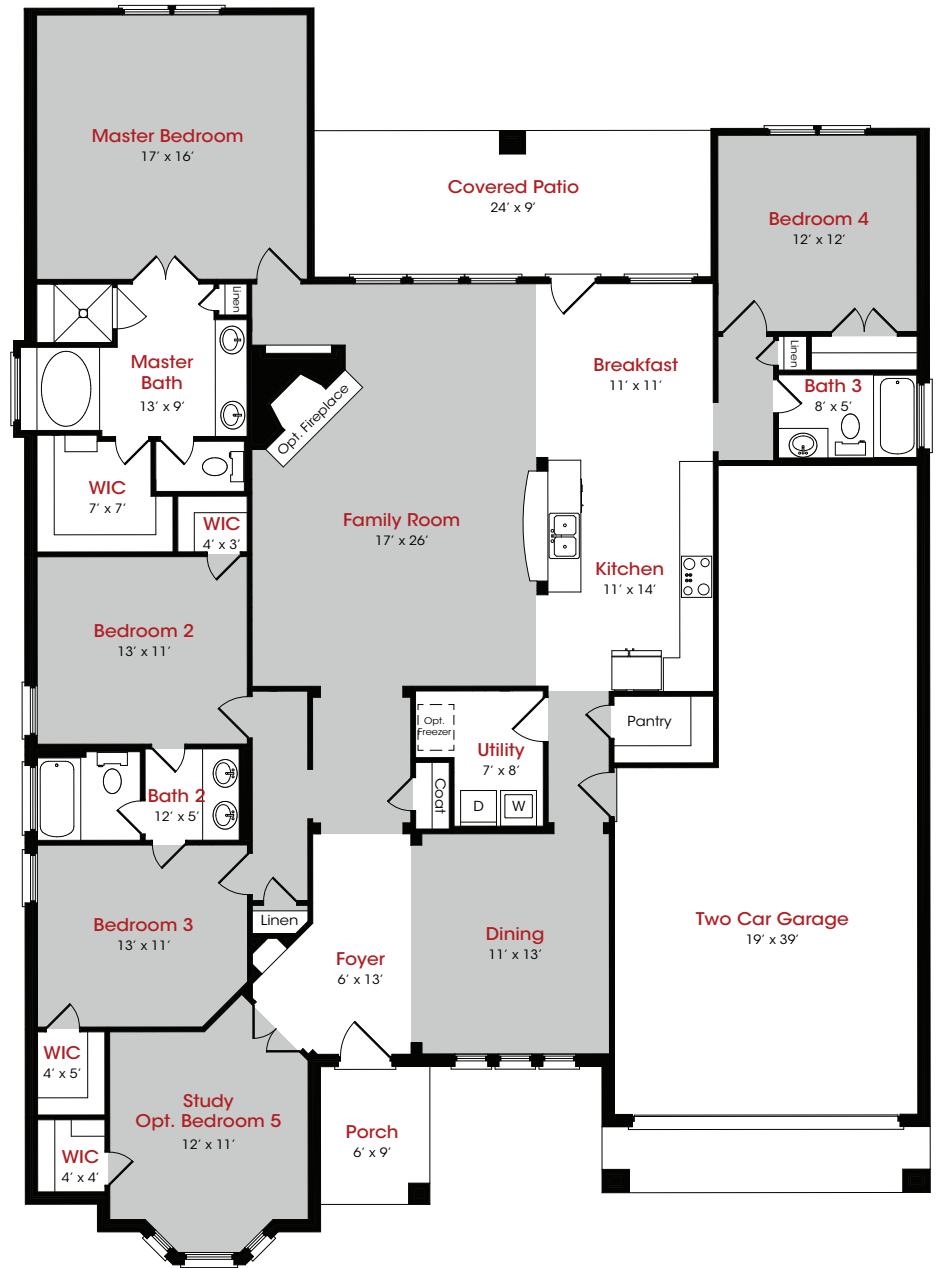 Master Bedroom
17′ x 16′
Covered Patio
24′ x 9′
Bedroom 4
12′ x 12′
Linen
Master
Bath
13′ x 9′
Opt. Fireplace
Breakfast
11′ x 11′
Linen
Bath 3
8′ x 5′
WIC
7′ x 7′
WIC
4′ x 3′
Family Room
17′ x 26′
Kitchen
11′ x 14′
Bedroom 2
13′ x 11′
Opt.
Freezer
Utility
7′ x 8′
Pantry
Coat
D
W
Bath 2
12′ x 5′
Bedroom 3
13′ x 11′
Linen
Foyer
6′ x 13′
Dining
11′ x 13′
Two Car Garage
19′ x 39′
WIC
4′ x 5′
Study
Opt. Bedroom 5
12′ x 11′
WIC
4′ x 4′
Porch
6′ x 9′